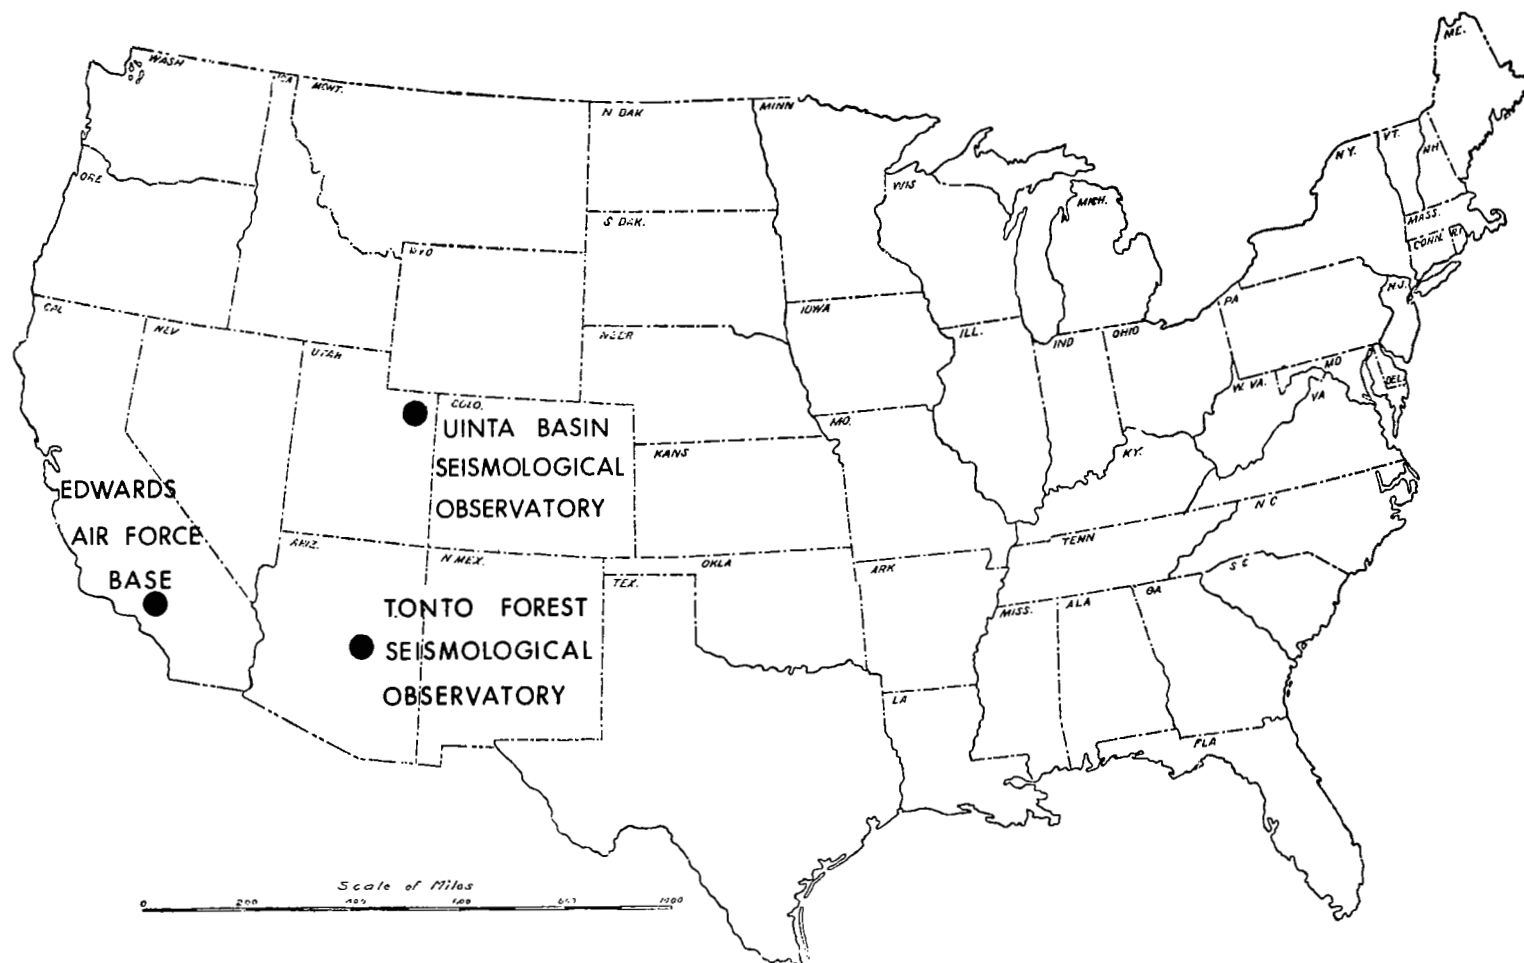 ME.
WASH
MONT.
N DAK
MINN
N.Y.
VT.
NH
ORE
WIS
MICH.
S DAK.
MASS.
CONN.
R.I
WYO
N.J.
CAL
NEV
IOWA
ILL.
IND
OHIO
PA
UTAH
NEBR
MD
W. VA.
VA
DEL.
COLO.
MO.
UINTA BASIN
SEISMOLOGICAL
OBSERVATORY
KANS
KY.
EDWARDS
AIR FORCE
BASE
N C
ARIZ.
N MEX.
OKLA
TENN
TEX.
ARK
S C
TONTO FOREST
SEISMOLOGICAL
OBSERVATORY
MISS.
ALA
GA
LA
FLA
Scale of Miles
0 200 400 600 800 1000